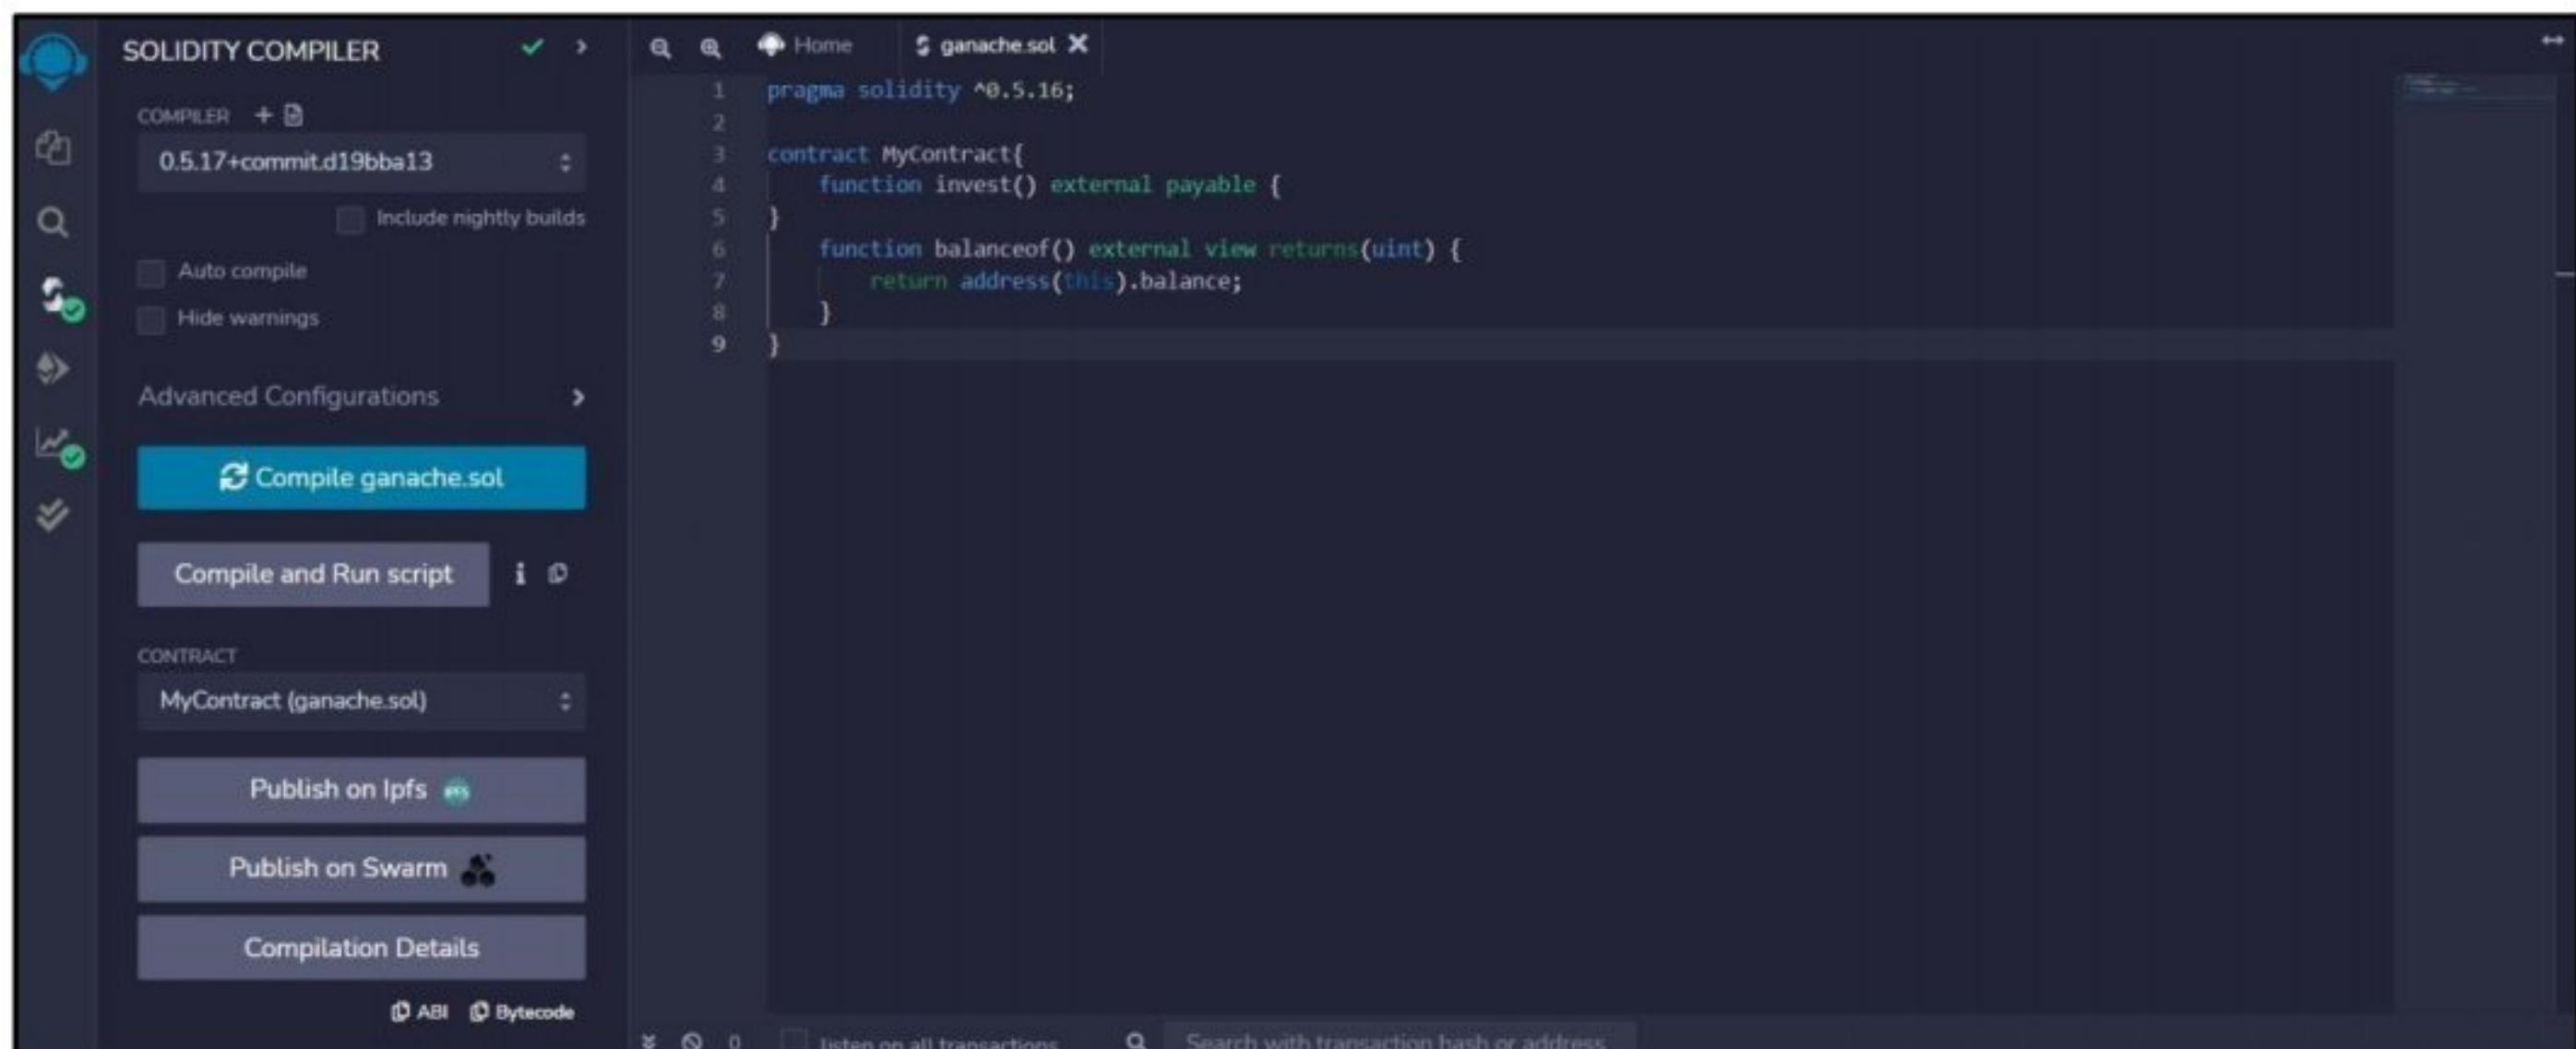 SOLIDITY COMPILER
COMPILER
0.5.17+commit.d19bba13
Include nightly builds
Auto compile
Hide warnings
Advanced Configurations
Compile ganache.sol
Compile and Run script
CONTRACT
MyContract (ganache.sol)
Publish on Ipfs
Publish on Swarm
Compilation Details
ABI Bytecode
Home ganache.sol
1 pragma solidity ^0.5.16;
2
3 contract MyContract{
4 function invest() external payable {
5 }
6 function balanceof() external view returns(uint) {
7 return address(this).balance;
8 }
9 }
0 listen on all transactions Search with transaction hash or address